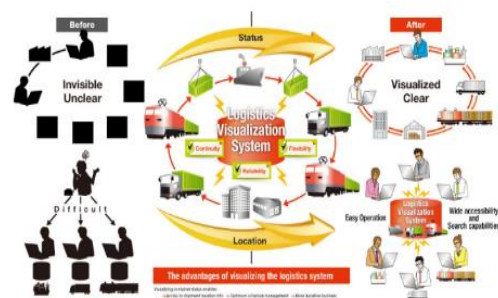 Before
Invisible
Unclear
Difficult
Status
Logistics
Visualization
System
Continuity
Flexibility
Reliability
Location
The advantages of visualizing the logistics system
After
Visualized
Clear
Easy Operation
Logistics
Visualization
System
Wide accessibility
and
Search capabilities